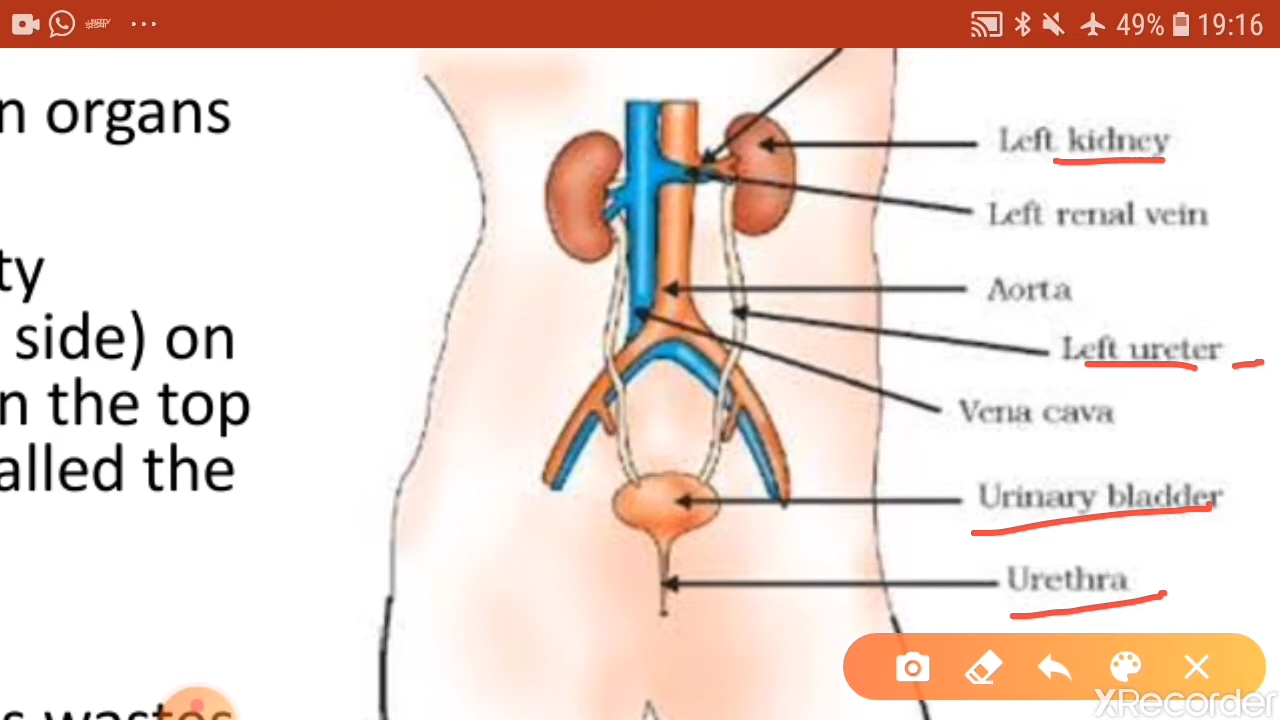 49% 19:16
n organs
ty
side) on
n the top
alled the
s wastes
Left kidney
Left renal vein
Aorta
Left ureter
Vena cava
Urinary bladder
Urethra
XRecorder